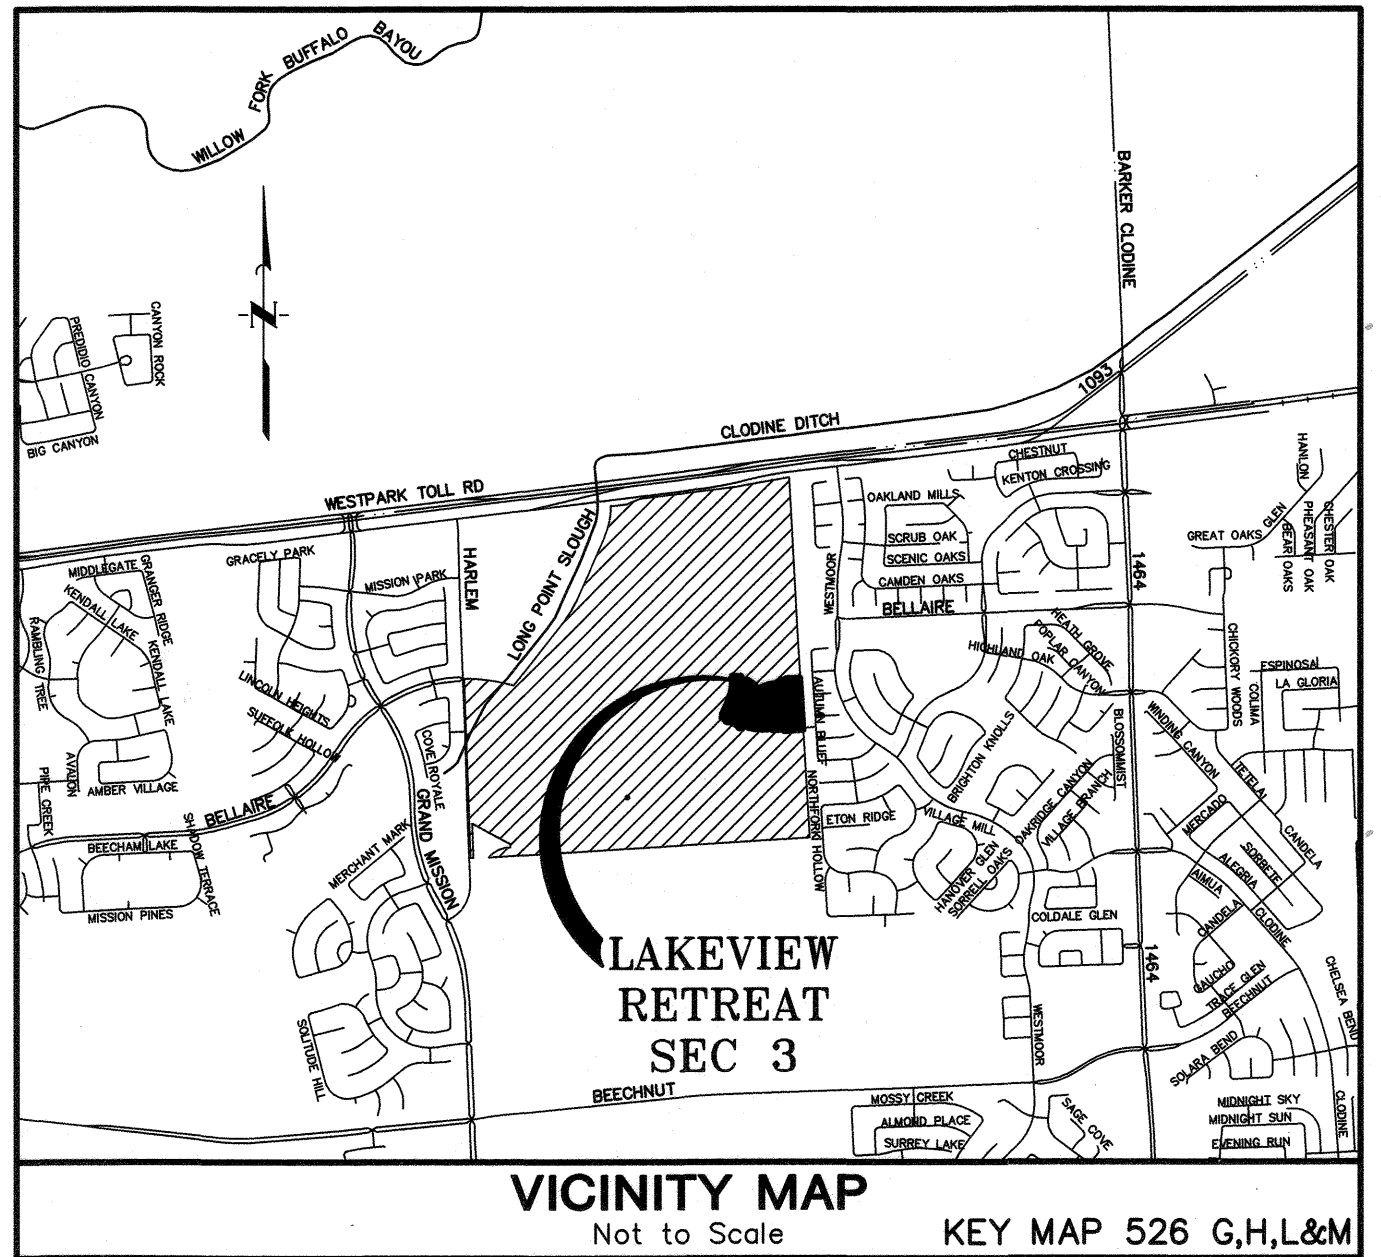 WILLOW FORK BUFFALO BAYOU
BARKER CLODINE
N
CANYON ROCK
PREDIDIO CANYON
BIG CANYON
1093
CLODINE DITCH
WESTPARK TOLL RD
CHESTNUT
KENTON CROSSING
OAKLAND MILLS
SCRUB OAK
SCENIC OAKS
CAMDEN OAKS
BELLAIRE
WESTMOOR
1464
HANLON
GLEN
GREAT OAKS
BEAR OAKS
PHEASANT OAK
CHESTER OAK
GRACELY PARK
MISSION PARK
HARLEM
LONG POINT SLOUGH
MIDDLEGATE
GRANGER RIDGE
KENDALL LAKE
KENDALL LAKE
RAMBLING TREE
LINCOLN HEIGHTS
SUFFOLK HOLLOW
AVALON
AMBER VILLAGE
PIPE CREEK
BELLAIRE
BEECHAM LAKE
SHADOW TERRACE
MISSION PINES
COVE ROYALE
GRAND MISSION
MERCHANT MARK
SOLITUDE HILL
HEATH GROVE
POPLAR CANYON
HIGHLAND OAK
AUTUMN BLUFF
BRIGHTON KNOLLS
BLOSSOMMIST
CHICKORY WOODS
COLIMA
ESPINOSA
LA GLORIA
WINDING CANYON
TETELA
NORTHFORK HOLLOW
ETON RIDGE
VILLAGE MILL
OAKRIDGE CANYON
VILLAGE BRANCH
HANOVER GLEN
SORRELL OAKS
MERCADO
CANDELA
SORBETE
ALEGRIA
AIMUA
CANDELA
CLODINE
COLDALE GLEN
1464
GAUCHO
TRACE GLEN
BEECHNUT
CHELSEA BEND
SOLARA BEND
WESTMOOR
LAKEVIEW
RETREAT
SEC 3
BEECHNUT
MOSSY CREEK
ALMOND PLACE
SURREY LAKE
SAGE COVE
MIDNIGHT SKY
MIDNIGHT SUN
EVENING RUN
CLODINE
VICINITY MAP
Not to Scale
KEY MAP 526 G,H,L&M